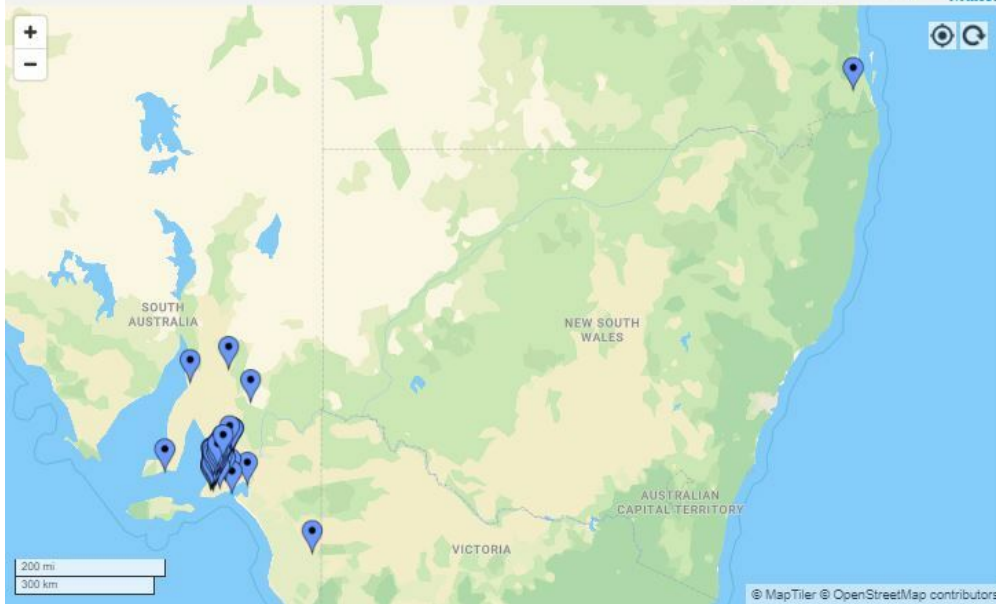 +
−
SOUTH
AUSTRALIA
NEW SOUTH
WALES
AUSTRALIAN
CAPITAL TERRITORY
VICTORIA
200 mi
300 km
© MapTiler © OpenStreetMap contributors